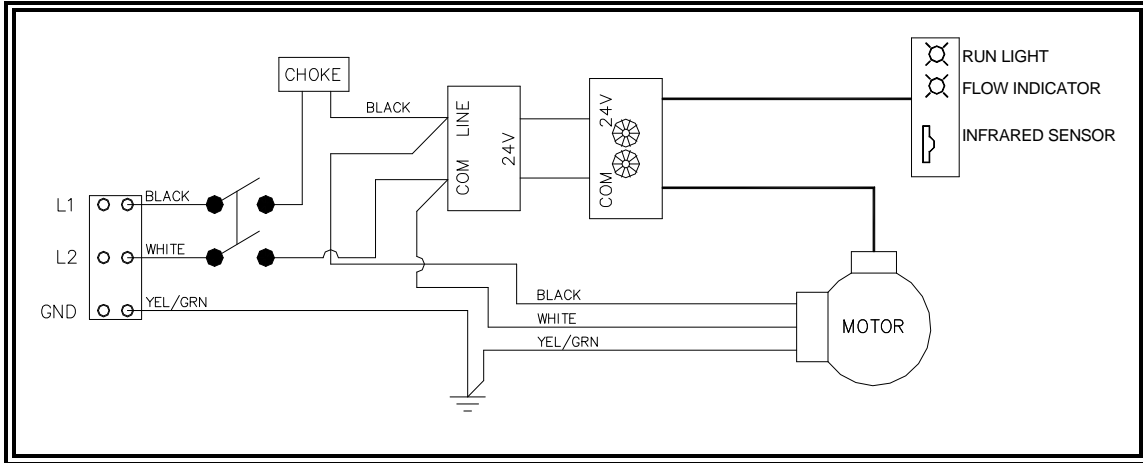 RUN LIGHT
FLOW INDICATOR
INFRARED SENSOR
CHOKE
BLACK
LINE
COM
24V
24V
COM
L1
BLACK
L2
WHITE
GND
YEL/GRN
BLACK
WHITE
YEL/GRN
MOTOR